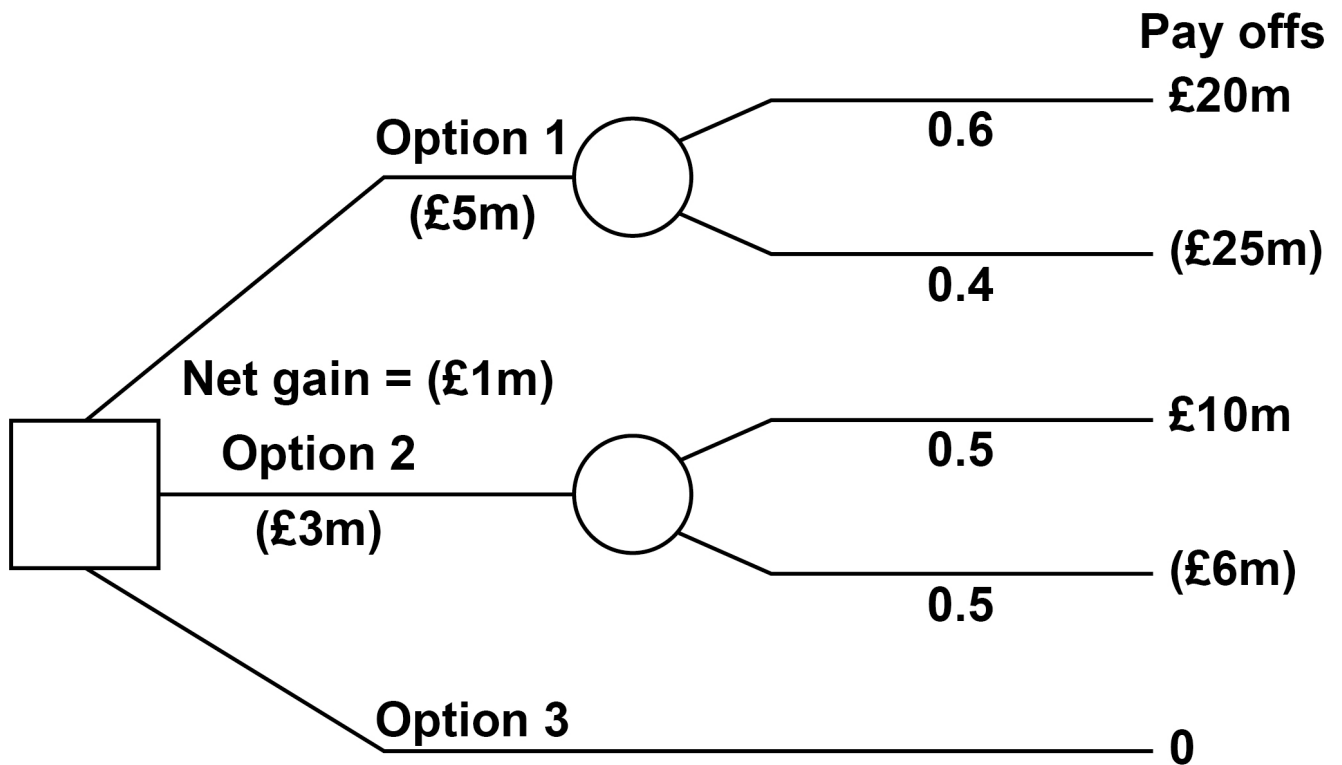 Pay offs
£20m
Option 1
0.6
(£5m)
(£25m)
0.4
Net gain = (£1m)
£10m
Option 2
0.5
(£3m)
(£6m)
0.5
Option 3
0